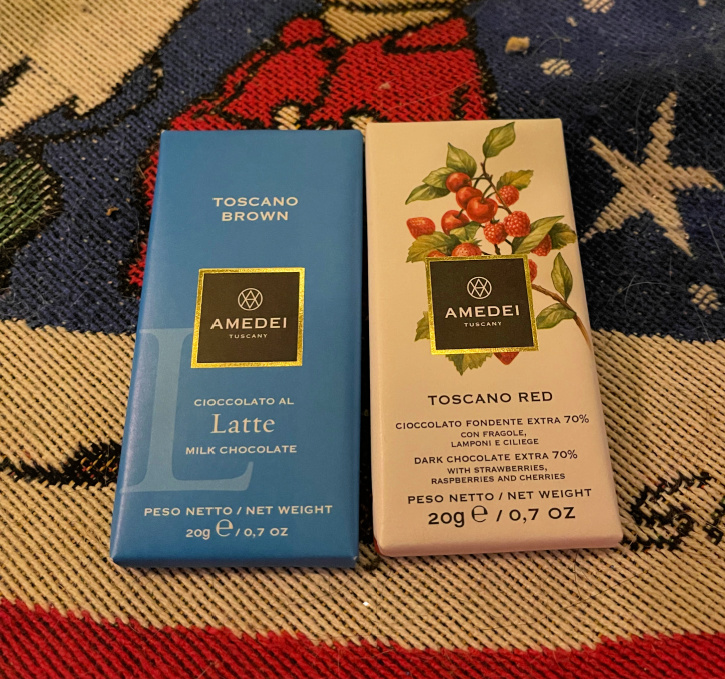 TOSCANO
BROWN
AMEDEI
TUSCANY
CIOCCOLATO AL
Latte
MILK CHOCOLATE
PESO NETTO / NET WEIGHT
20g ℮ / 0,7 OZ
AMEDEI
TUSCANY
TOSCANO RED
CIOCCOLATO FONDENTE EXTRA 70%
CON FRAGOLE,
LAMPONI E CILIEGE
DARK CHOCOLATE EXTRA 70%
WITH STRAWBERRIES,
RASPBERRIES AND CHERRIES
PESO NETTO / NET WEIGHT
20g ℮ / 0,7 OZ